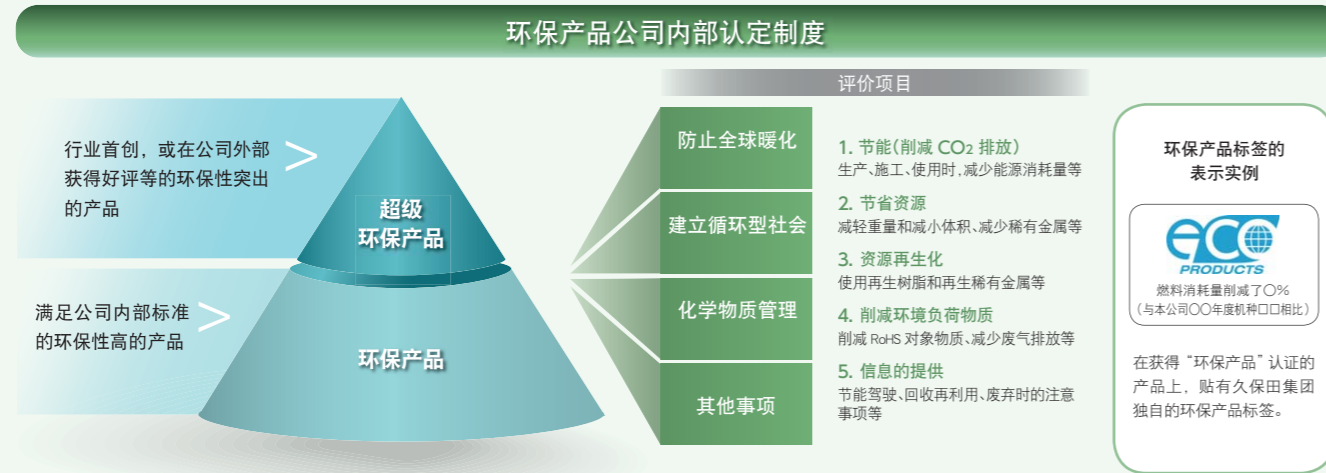 环保产品公司内部认定制度
行业首创，或在公司外部
获得好评等的环保性突出
的产品
满足公司内部标准
的环保性高的产品
超级
环保产品
环保产品
评价项目
防止全球暖化
建立循环型社会
化学物质管理
其他事项
1. 节能（削减 CO₂ 排放）
生产、施工、使用时，减少能源消耗量等
2. 节省资源
减轻重量和减小体积、减少稀有金属等
3. 资源再生化
使用再生树脂和再生稀有金属等
4. 削减环境负荷物质
削减 RoHS 对象物质、减少废气排放等
5. 信息的提供
节能驾驶、回收再利用、废弃时的注意
事项等
环保产品标签的
表示实例
eco
PRODUCTS
燃料消耗量削减了〇%
（与本公司〇〇年度机种□□相比）
在获得“环保产品”认证的
产品上，贴有久保田集团
独自的环保产品标签。